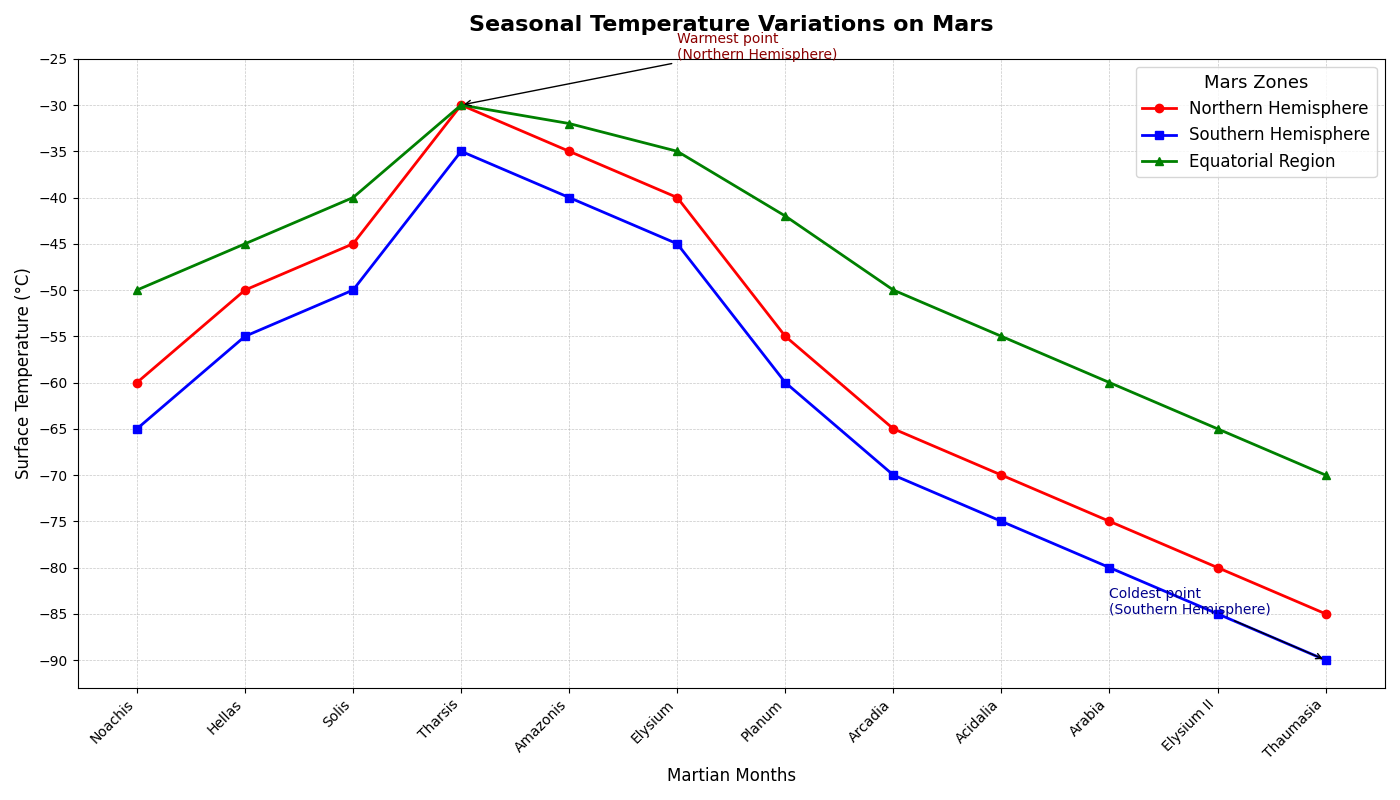 Seasonal Temperature Variations on Mars
Warmest point
(Northern Hemisphere)
Mars Zones
Northern Hemisphere
Southern Hemisphere
Equatorial Region
Surface Temperature (°C)
−25
−30
−35
−40
−45
−50
−55
−60
−65
−70
−75
−80
−85
−90
Coldest point
(Southern Hemisphere)
Noachis
Hellas
Solis
Tharsis
Amazonis
Elysium
Planum
Arcadia
Acidalia
Arabia
Elysium II
Thaumasia
Martian Months